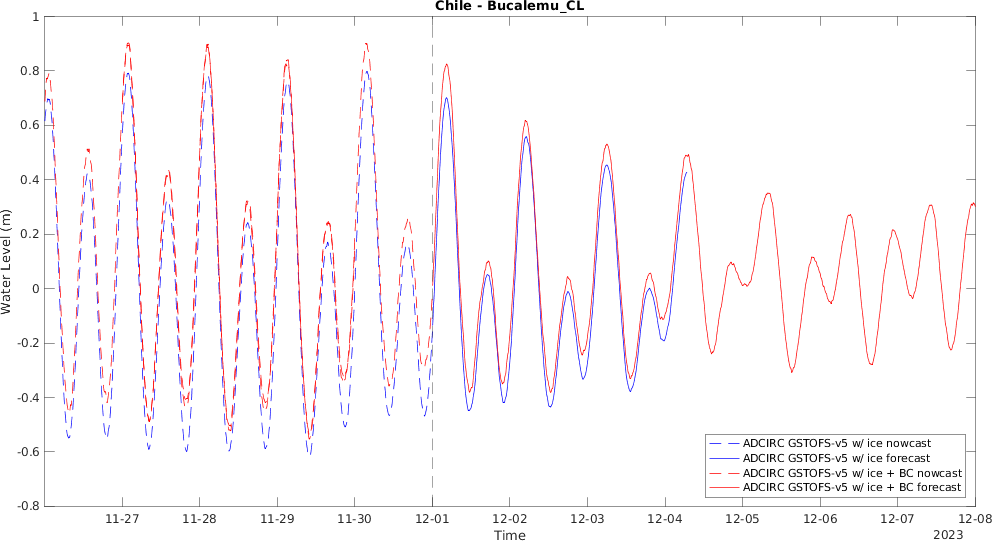 Chile - Bucalemu_CL
Water Level (m)
1
0.8
0.6
0.4
0.2
0
-0.2
-0.4
-0.6
-0.8
ADCIRC GSTOFS-v5 w/ ice nowcast
ADCIRC GSTOFS-v5 w/ ice forecast
ADCIRC GSTOFS-v5 w/ ice + BC nowcast
ADCIRC GSTOFS-v5 w/ ice + BC forecast
11-27 11-28 11-29 11-30 12-01 12-02 12-03 12-04 12-05 12-06 12-07 12-08
Time
2023